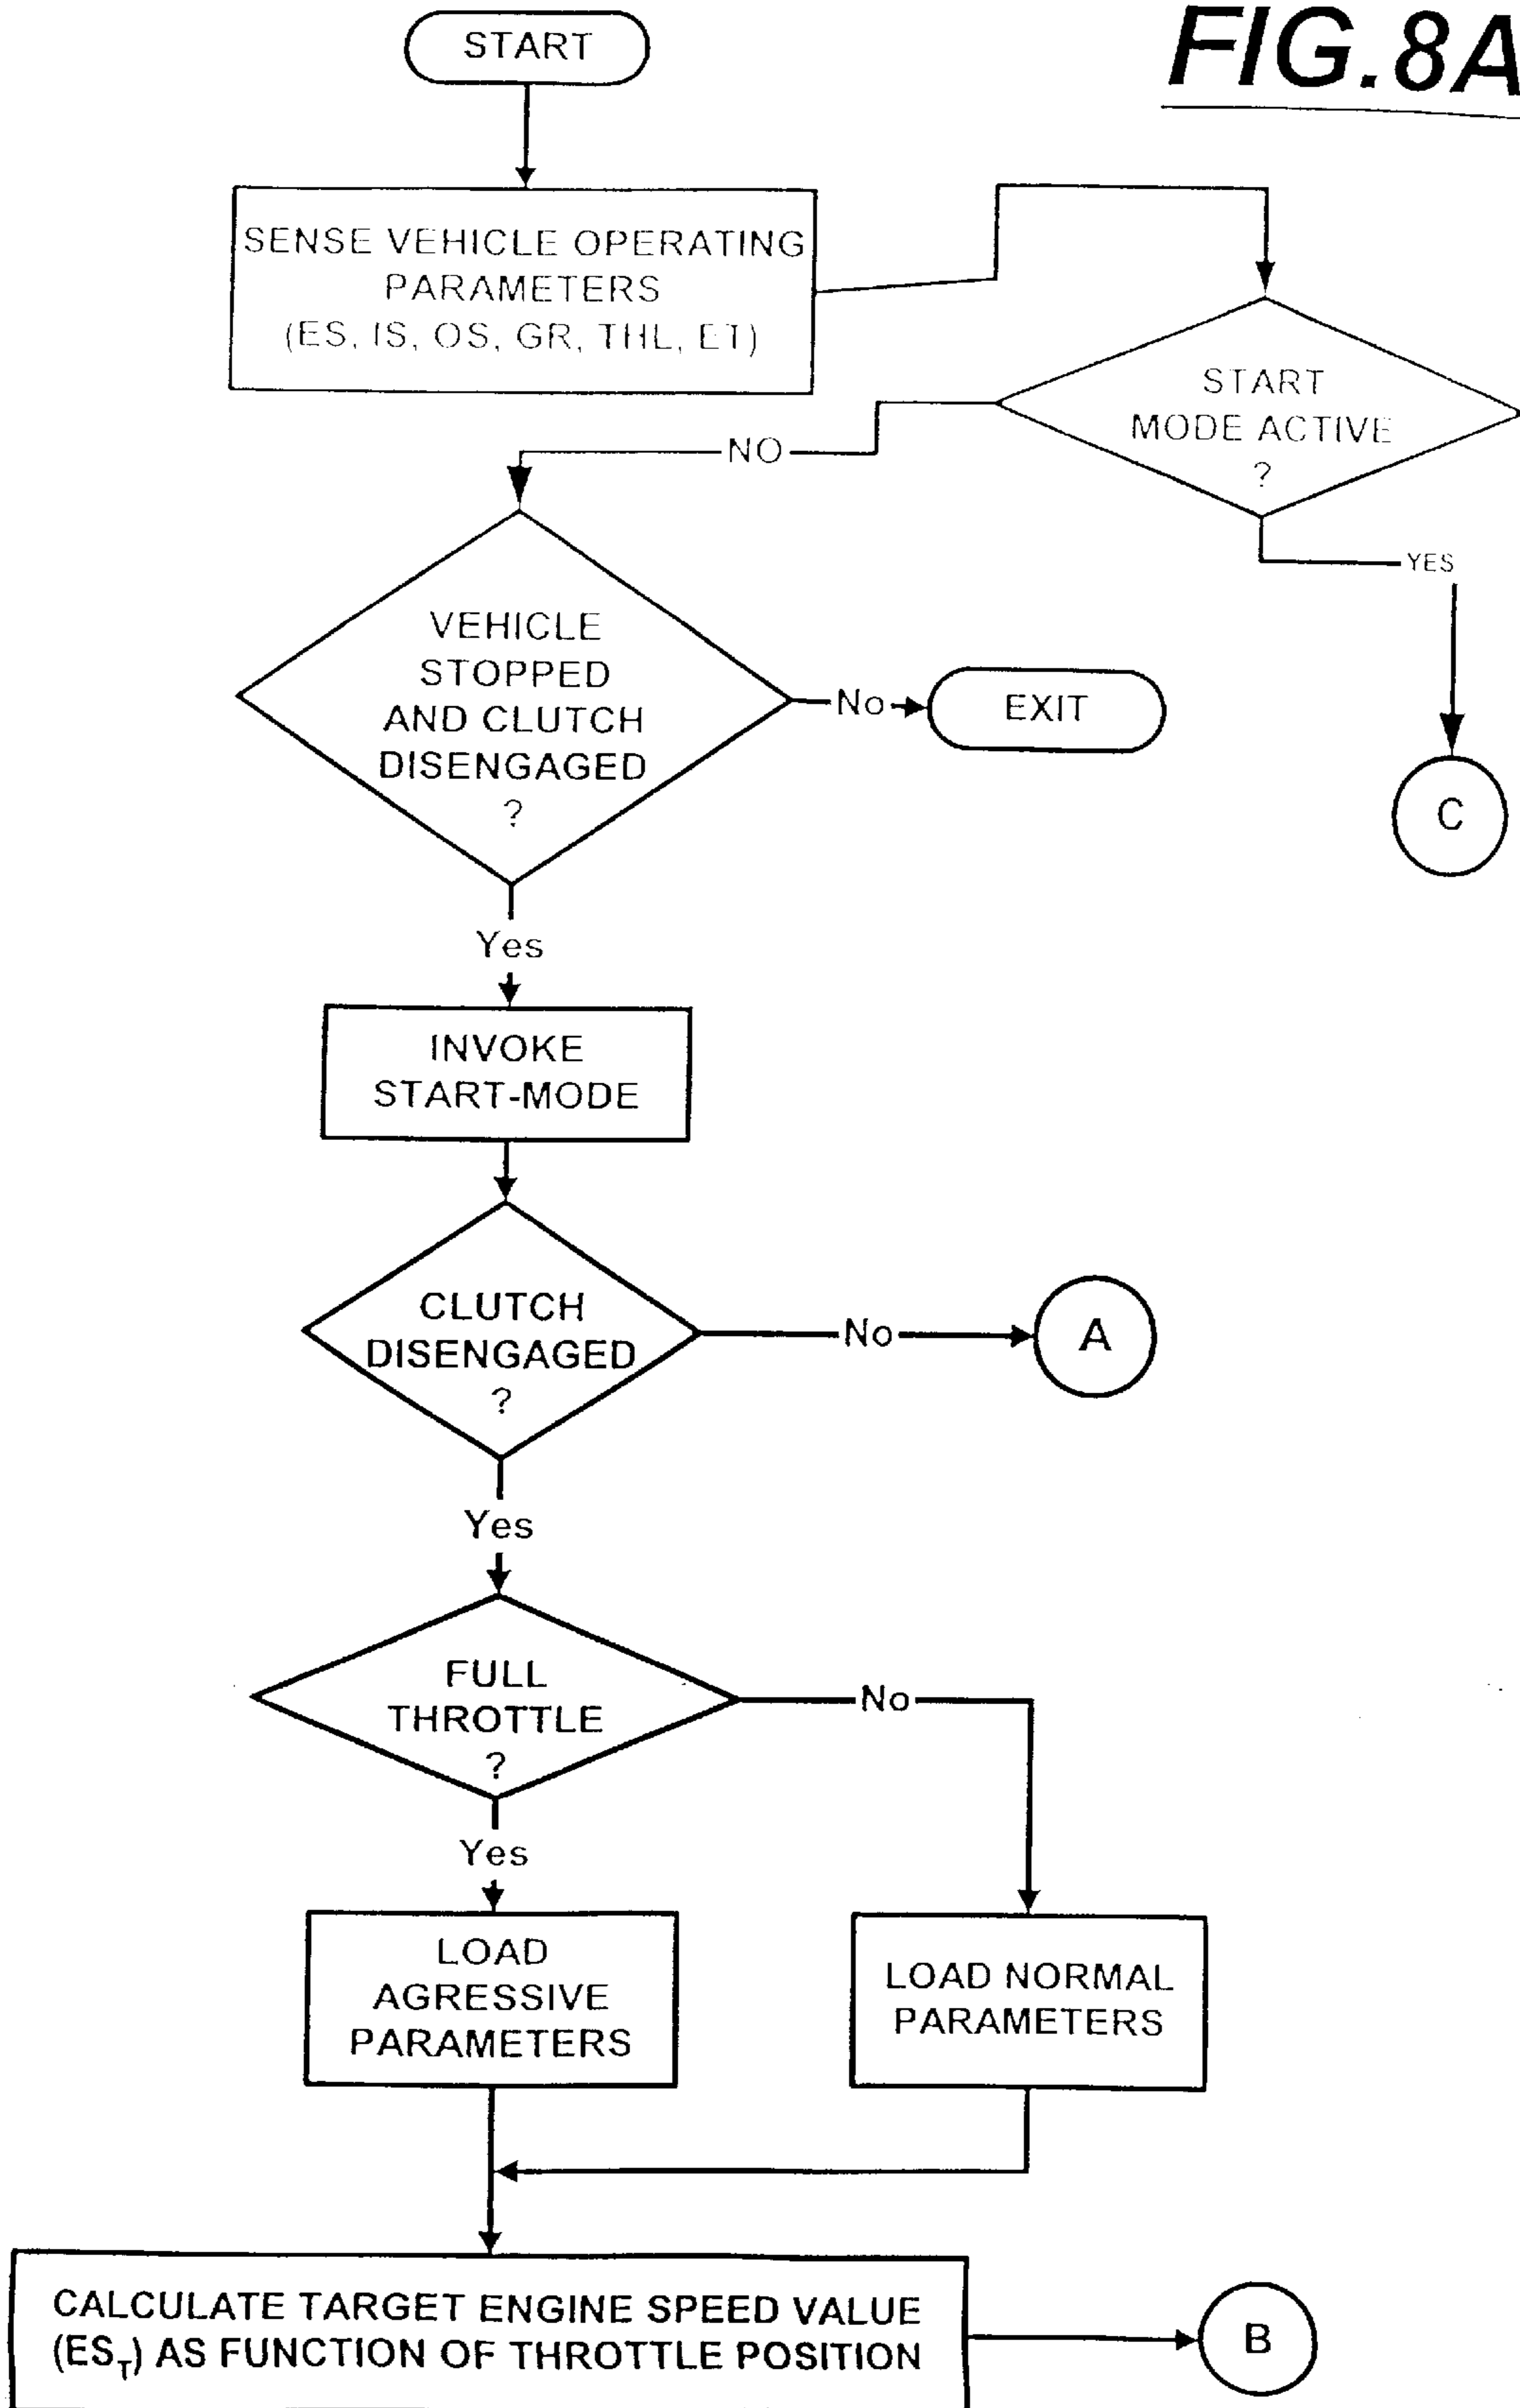 FIG.8A
START
SENSE VEHICLE OPERATING
PARAMETERS
(ES, IS, OS, GR, THL, ET)
START
MODE ACTIVE
?
NO
YES
VEHICLE
STOPPED
AND CLUTCH
DISENGAGED
?
No
EXIT
C
Yes
INVOKE
START-MODE
CLUTCH
DISENGAGED
?
No
A
Yes
FULL
THROTTLE
?
No
Yes
LOAD
AGRESSIVE
PARAMETERS
LOAD NORMAL
PARAMETERS
CALCULATE TARGET ENGINE SPEED VALUE
(ES_T) AS FUNCTION OF THROTTLE POSITION
B